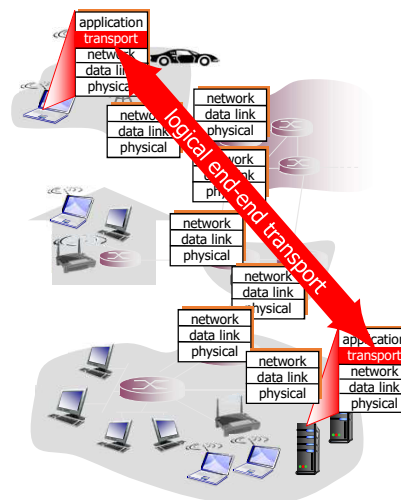 application
transport
network
data link
physical
network
data link
physical
network
data link
physical
network
data link
physical
logical end-end transport
network
data link
physical
network
data link
physical
network
data link
physical
network
data link
physical
application
transport
network
data link
physical